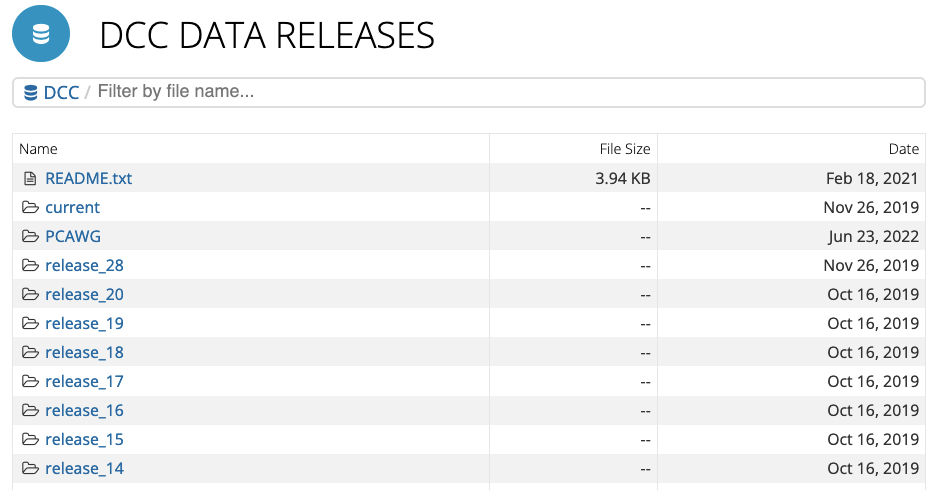 DCC DATA RELEASES
DCC / Filter by file name...
Name File Size Date
README.txt 3.94 KB Feb 18, 2021
current -- Nov 26, 2019
PCAWG -- Jun 23, 2022
release_28 -- Nov 26, 2019
release_20 -- Oct 16, 2019
release_19 -- Oct 16, 2019
release_18 -- Oct 16, 2019
release_17 -- Oct 16, 2019
release_16 -- Oct 16, 2019
release_15 -- Oct 16, 2019
release_14 -- Oct 16, 2019